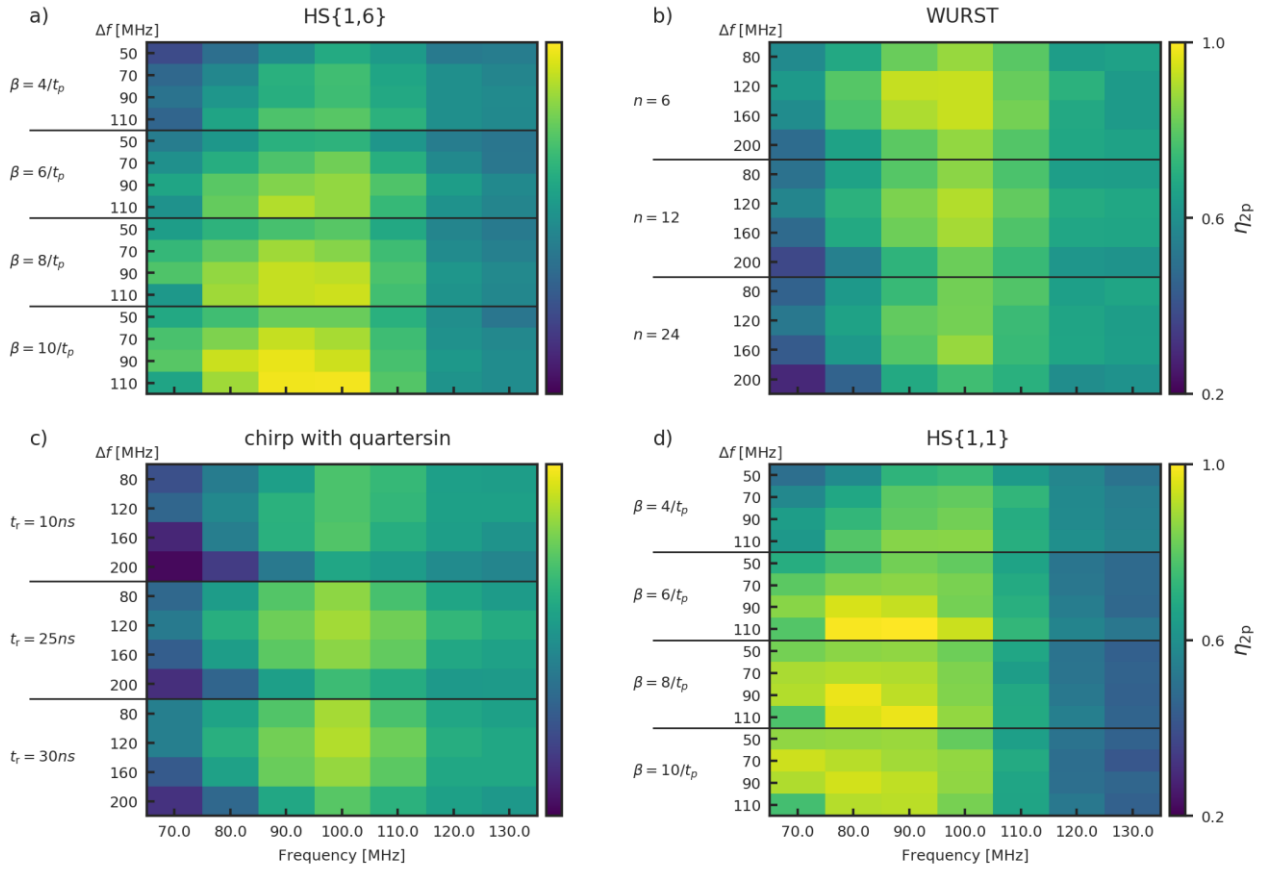 a) HS{1,6}
Δf [MHz]
50
70
β = 4/t_p
90
110
50
70
β = 6/t_p
90
110
50
70
β = 8/t_p
90
110
50
70
β = 10/t_p
90
110
b) WURST
Δf [MHz]
60
120
n = 6
160
200
80
120
n = 12
160
200
80
120
n = 24
160
200
1.0
0.6
0.2
η_2p
c) chirp with quartersin
Δf [MHz]
80
120
t_r = 10ns
160
200
80
120
t_r = 25ns
160
200
80
120
t_r = 30ns
160
200
70.0 80.0 90.0 100.0 110.0 120.0 130.0
Frequency [MHz]
d) HS{1,1}
Δf [MHz]
50
70
β = 4/t_p
90
110
50
70
β = 6/t_p
90
110
50
70
β = 8/t_p
90
110
50
70
β = 10/t_p
90
110
70.0 80.0 90.0 100.0 110.0 120.0 130.0
Frequency [MHz]
1.0
0.6
0.2
η_2p